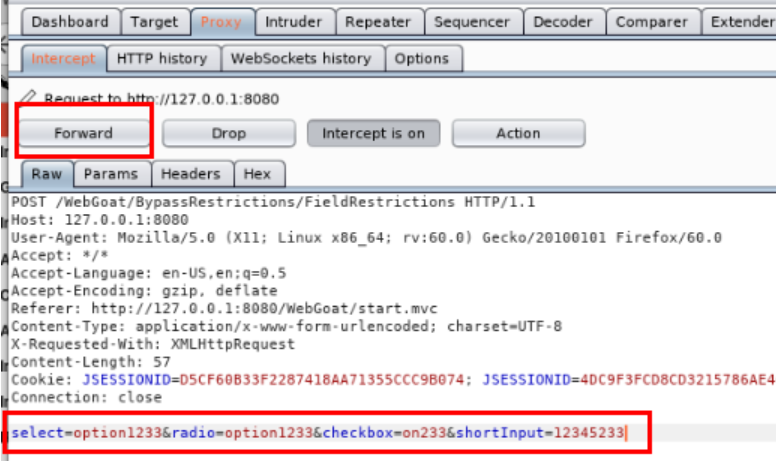 Dashboard Target Proxy Intruder Repeater Sequencer Decoder Comparer Extender
Intercept HTTP history WebSockets history Options
Request to http://127.0.0.1:8080
Forward Drop Intercept is on Action
Raw Params Headers Hex
POST /WebGoat/BypassRestrictions/FieldRestrictions HTTP/1.1
Host: 127.0.0.1:8080
User-Agent: Mozilla/5.0 (X11; Linux x86_64; rv:60.0) Gecko/20100101 Firefox/60.0
Accept: */*
Accept-Language: en-US,en;q=0.5
Accept-Encoding: gzip, deflate
Referer: http://127.0.0.1:8080/WebGoat/start.mvc
Content-Type: application/x-www-form-urlencoded; charset=UTF-8
X-Requested-With: XMLHttpRequest
Content-Length: 57
Cookie: JSESSIONID=D5CF60B33F2287418AA71355CCC9B074; JSESSIONID=4DC9F3FCD8CD3215786AE4
Connection: close
select=option1233&radio=option1233&checkbox=on233&shortInput=12345233